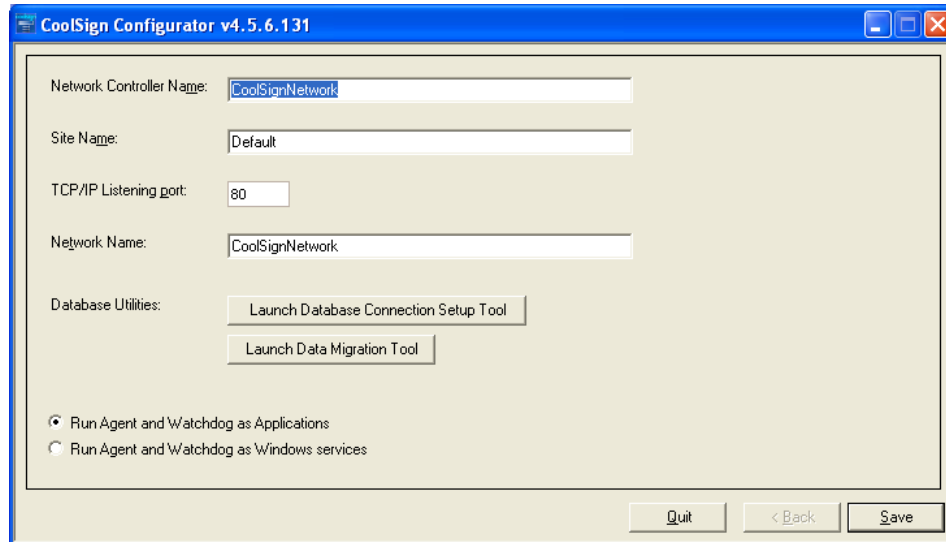 CoolSign Configurator v4.5.6.131
Network Controller Name: CoolSignNetwork
Site Name: Default
TCP/IP Listening port: 80
Network Name: CoolSignNetwork
Database Utilities: Launch Database Connection Setup Tool
Launch Data Migration Tool
Run Agent and Watchdog as Applications
Run Agent and Watchdog as Windows services
Quit < Back Save